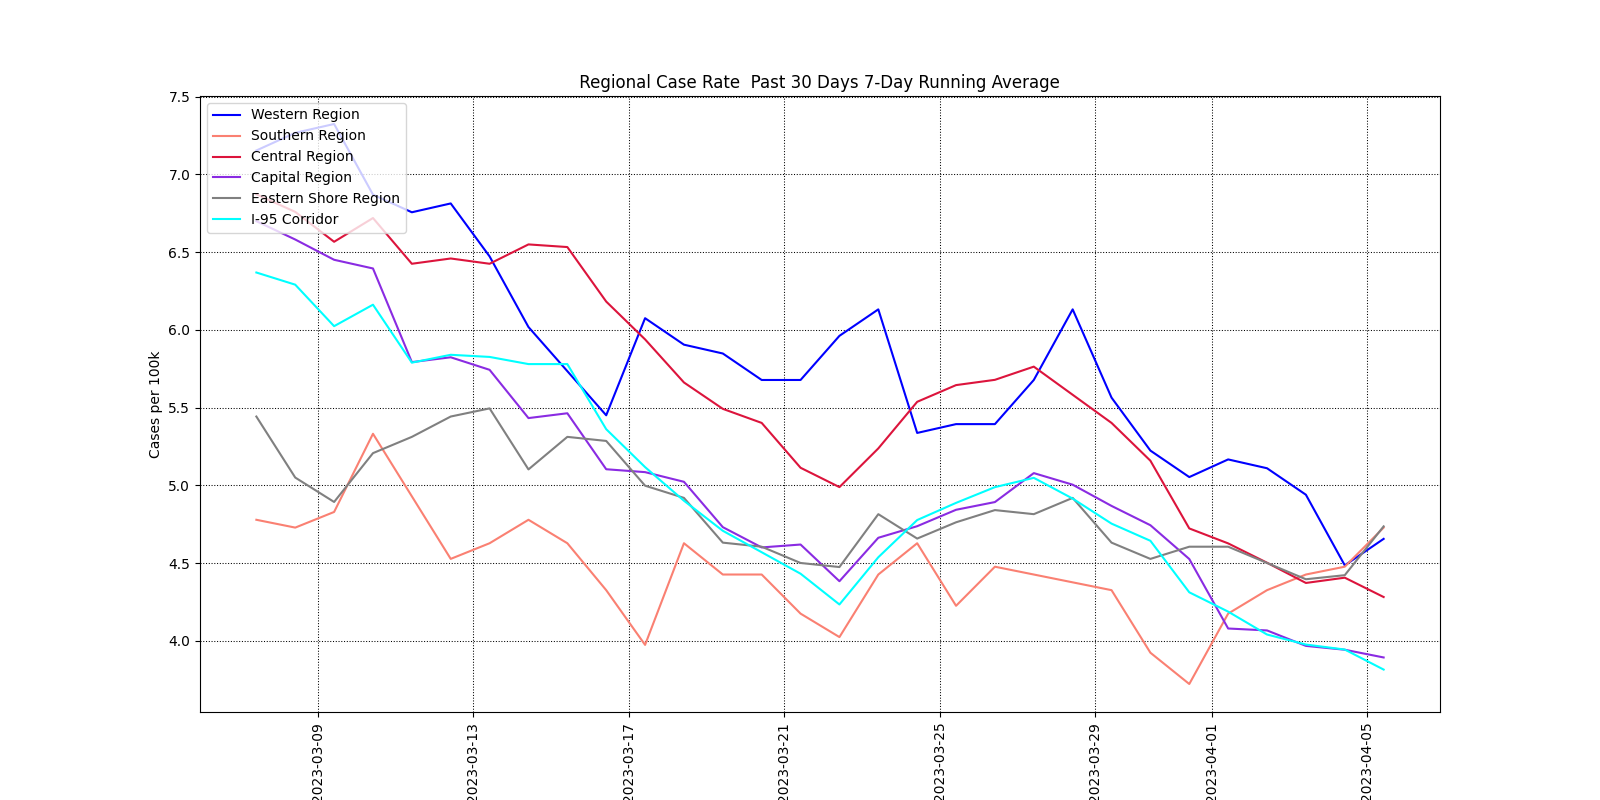 Regional Case Rate  Past 30 Days 7-Day Running Average
7.5
7.0
6.5
6.0
5.5
5.0
4.5
4.0
Cases per 100k
Western Region
Southern Region
Central Region
Capital Region
Eastern Shore Region
I-95 Corridor
2023-03-09
2023-03-13
2023-03-17
2023-03-21
2023-03-25
2023-03-29
2023-04-01
2023-04-05